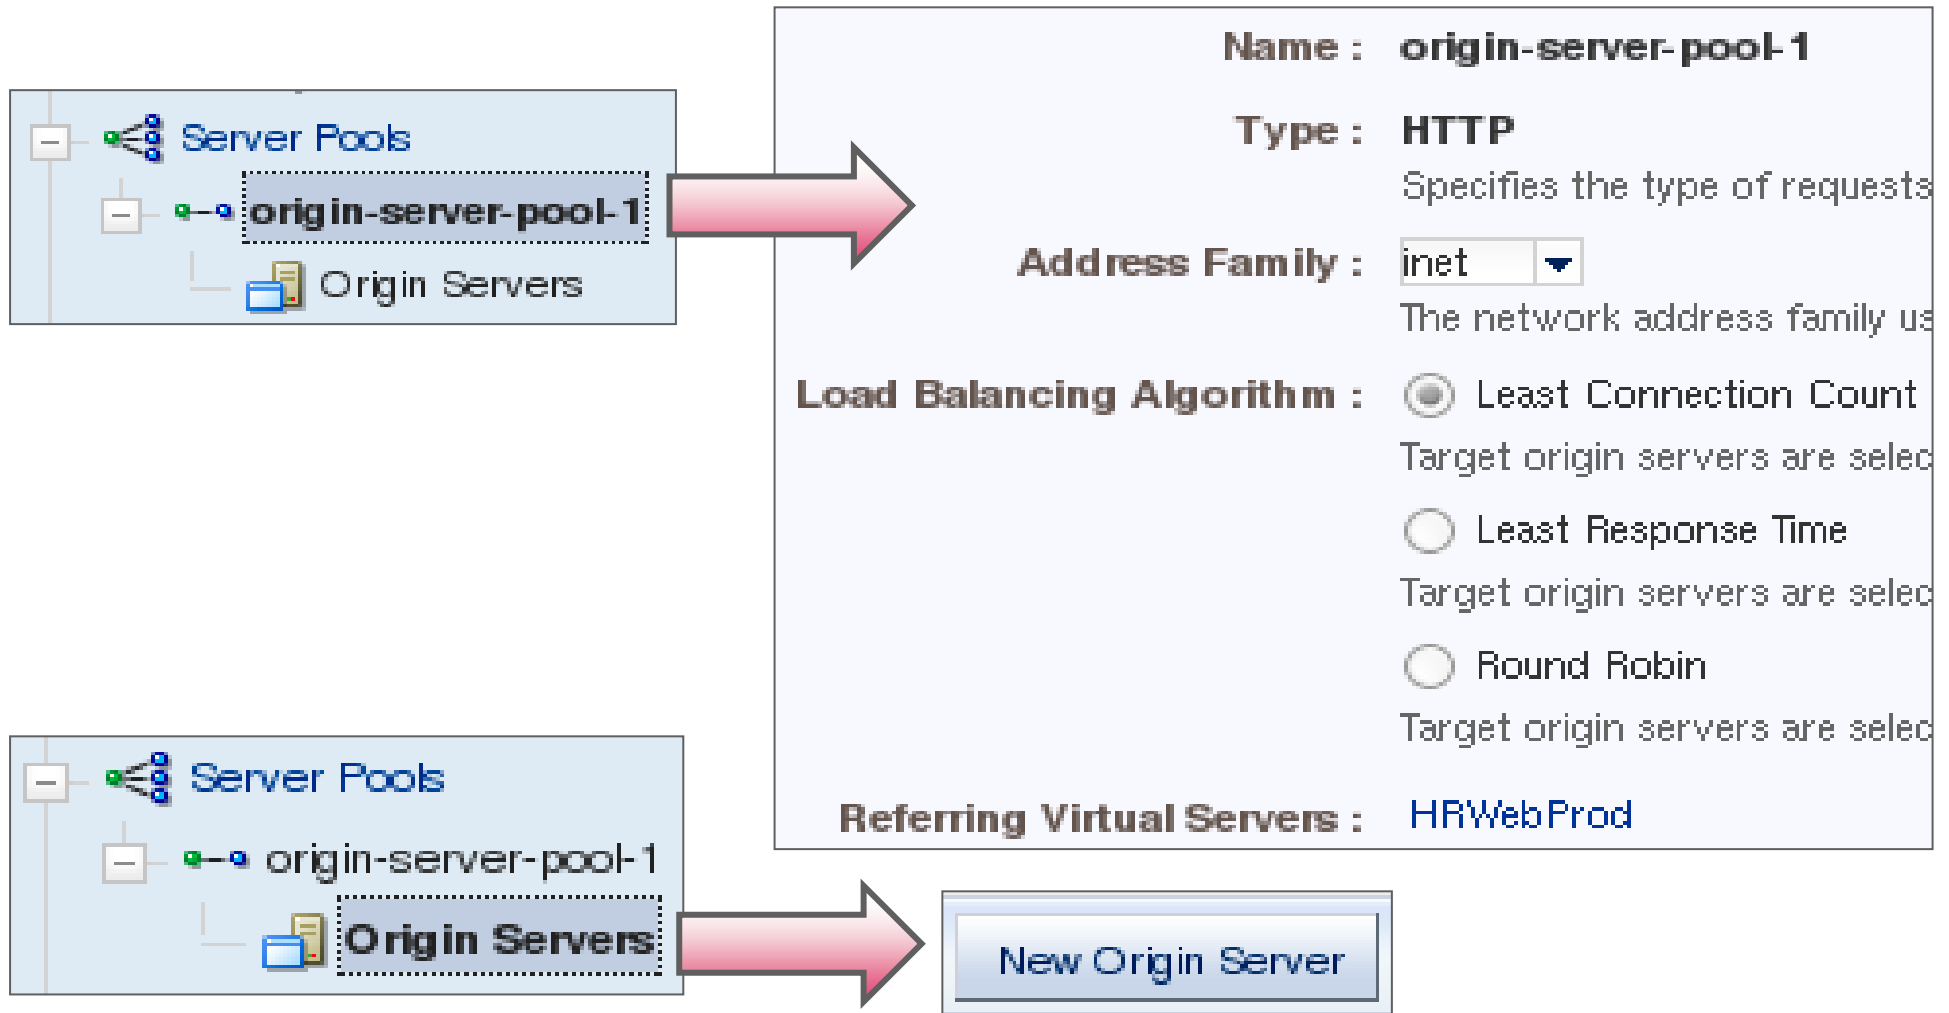 Server Pools
origin-server-pool-1
Origin Servers
Name : origin-server-pool-1
Type : HTTP
Specifies the type of requests
Address Family : inet
The network address family us
Load Balancing Algorithm : Least Connection Count
Target origin servers are selec
Least Response Time
Target origin servers are selec
Round Robin
Target origin servers are selec
Referring Virtual Servers : HRWebProd
Server Pools
origin-server-pool-1
Origin Servers
New Origin Server